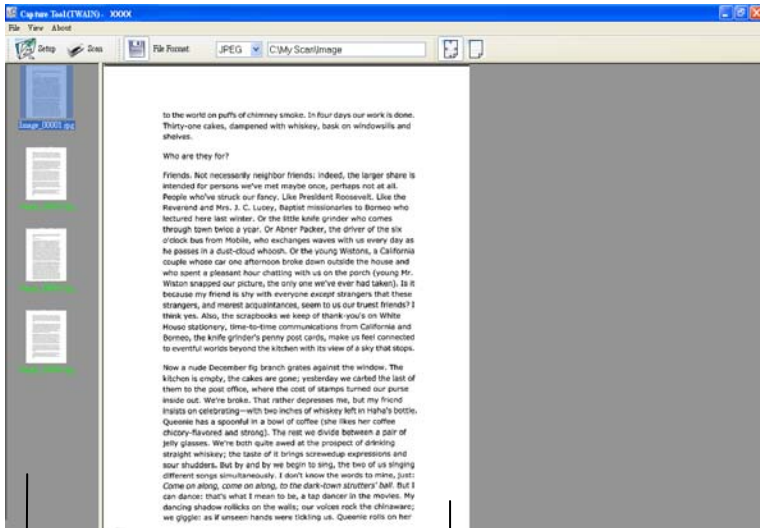 Capture Tool(TWAIN) - XXXX
File View About
Setup Scan File Format: JPEG C:\My Scan\Image
Image_00001.jpg
to the world on puffs of chimney smoke. In four days our work is done.
Thirty-one cakes, dampened with whiskey, bask on windowsills and
shelves.
Who are they for?
Friends. Not necessarily neighbor friends: indeed, the larger share is
intended for persons we've met maybe once, perhaps not at all.
People who've struck our fancy. Like President Roosevelt. Like the
Reverend and Mrs. J. C. Lucey, Baptist missionaries to Borneo who
lectured here last winter. Or the little knife grinder who comes
through town twice a year. Or Abner Packer, the driver of the six
o'clock bus from Mobile, who exchanges waves with us every day as
he passes in a dust-cloud whoosh. Or the young Wistons, a California
couple whose car one afternoon broke down outside the house and
who spent a pleasant hour chatting with us on the porch (young Mr.
Wiston snapped our picture, the only one we've ever had taken). Is it
because my friend is shy with everyone except strangers that these
strangers, and merest acquaintances, seem to us our truest friends? I
think yes. Also, the scrapbooks we keep of thank-you's on White
House stationery, time-to-time communications from California and
Borneo, the knife grinder's penny post cards, make us feel connected
to eventful worlds beyond the kitchen with its view of a sky that stops.
Now a nude December fig branch grates against the window. The
kitchen is empty, the cakes are gone; yesterday we carted the last of
them to the post office, where the cost of stamps turned our purse
inside out. We're broke. That rather depresses me, but my friend
insists on celebrating—with two inches of whiskey left in Haha's bottle.
Queenie has a spoonful in a bowl of coffee (she likes her coffee
chicory-flavored and strong). The rest we divide between a pair of
jelly glasses. We're both quite awed at the prospect of drinking
straight whiskey; the taste of it brings screwedup expressions and
sour shudders. But by and by we begin to sing, the two of us singing
different songs simultaneously. I don't know the words to mine, just:
Come on along, come on along, to the dark-town strutters' ball. But I
can dance: that's what I mean to be, a tap dancer in the movies. My
dancing shadow rollicks on the walls; our voices rock the chinaware;
we giggle: as if unseen hands were tickling us. Queenie rolls on her